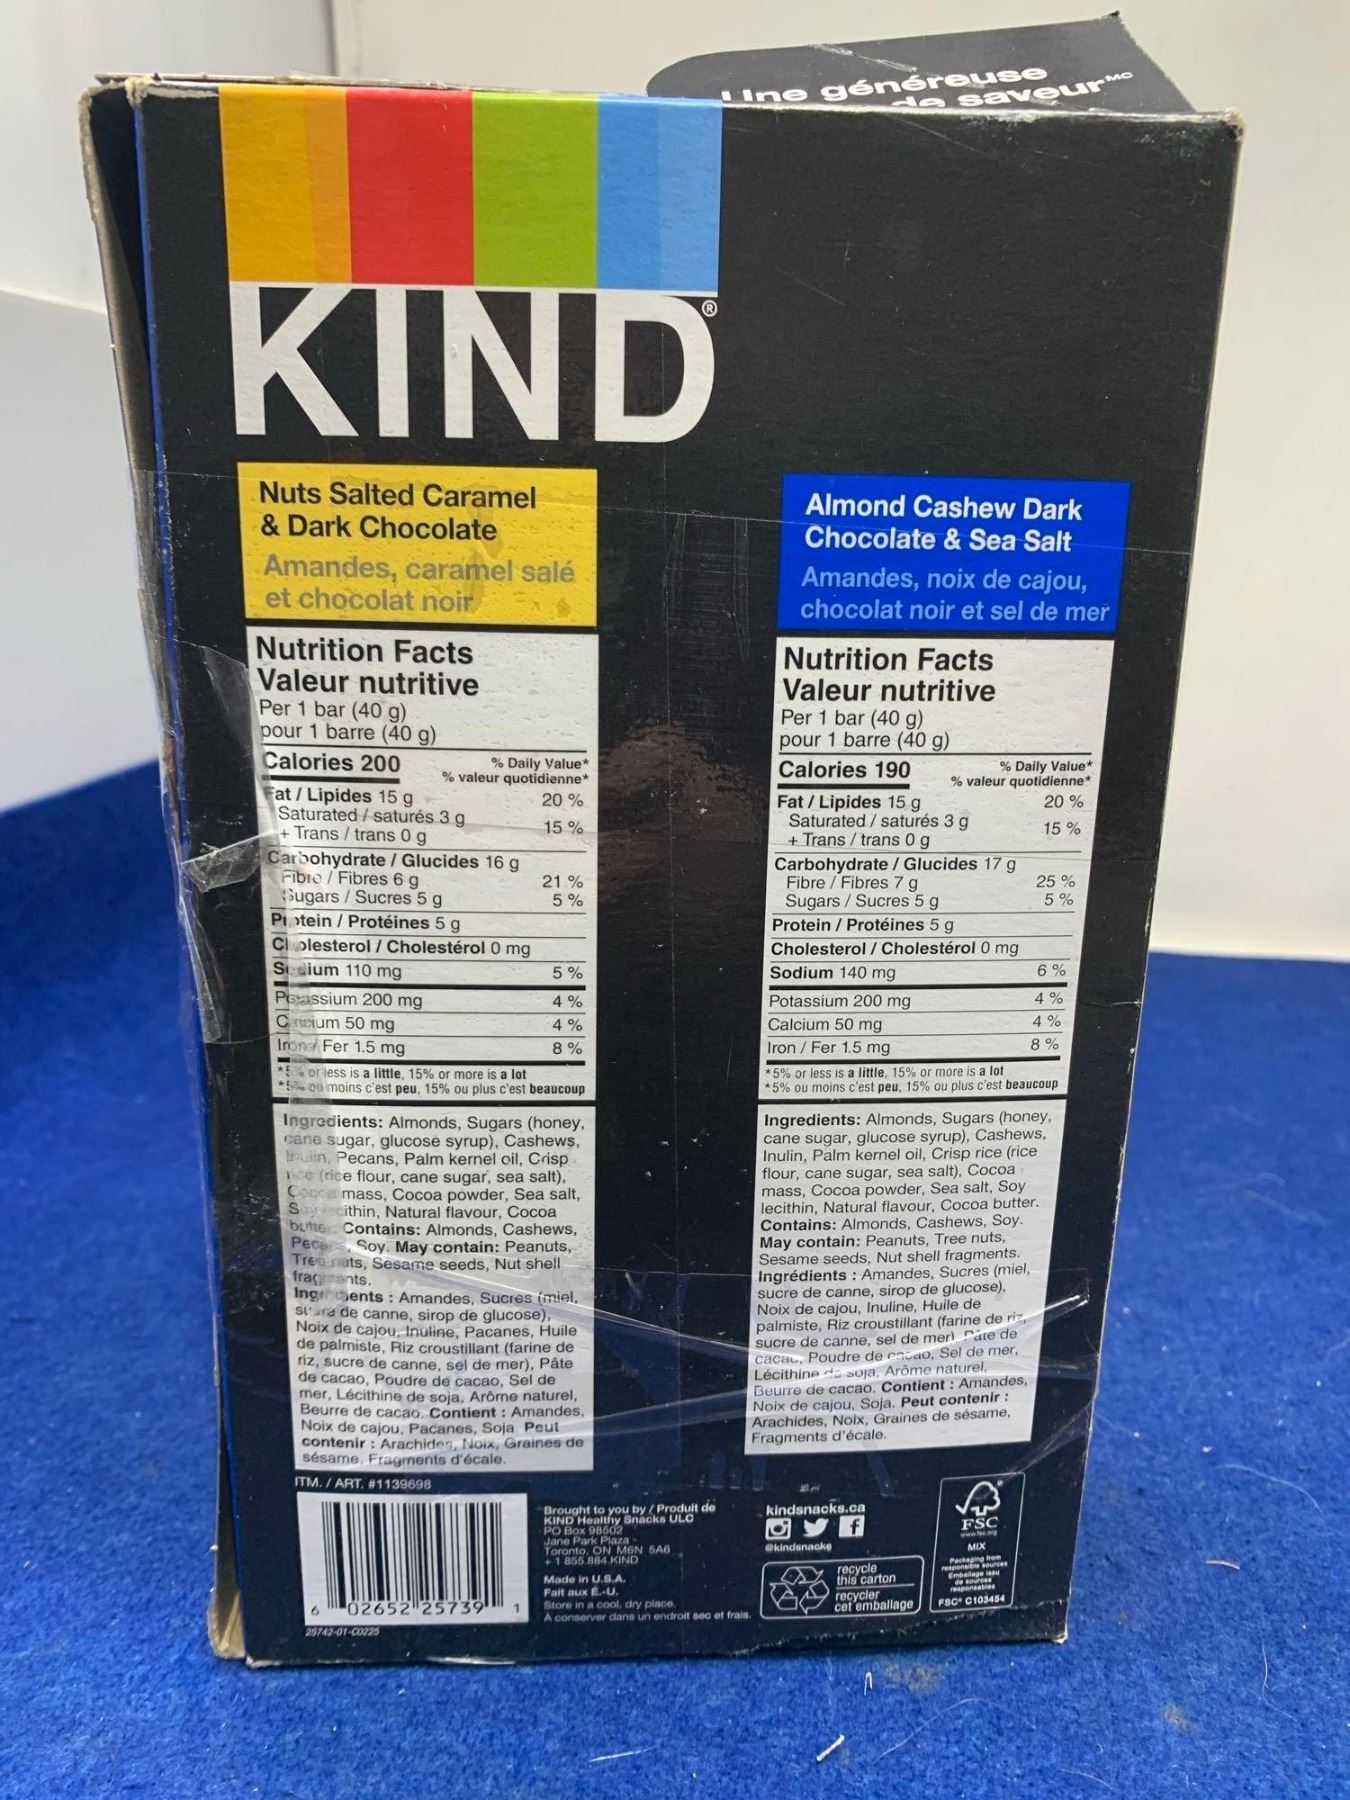 Une généreuse
de saveur MC
KIND®
Nuts Salted Caramel
& Dark Chocolate
Amandes, caramel salé
et chocolat noir
Nutrition Facts
Valeur nutritive
Per 1 bar (40 g)
pour 1 barre (40 g)
Calories 200
% Daily Value*
% valeur quotidienne*
Fat / Lipides 15 g 20 %
Saturated / saturés 3 g
+ Trans / trans 0 g 15 %
Carbohydrate / Glucides 16 g
Fibre / Fibres 6 g 21 %
Sugars / Sucres 5 g 5 %
Protein / Protéines 5 g
Cholesterol / Cholestérol 0 mg
Sodium 110 mg 5 %
Potassium 200 mg 4 %
Calcium 50 mg 4 %
Iron / Fer 1.5 mg 8 %
*5% or less is a little, 15% or more is a lot
*5% ou moins c'est peu, 15% ou plus c'est beaucoup
Ingredients: Almonds, Sugars (honey,
cane sugar, glucose syrup), Cashews,
Inulin, Pecans, Palm kernel oil, Crisp
rice (rice flour, cane sugar, sea salt),
Cocoa mass, Cocoa powder, Sea salt,
Soy lecithin, Natural flavour, Cocoa
butter. Contains: Almonds, Cashews,
Pecans, Soy. May contain: Peanuts,
Tree nuts, Sesame seeds, Nut shell
fragments.
Ingrédients : Amandes, Sucres (miel,
sucre de canne, sirop de glucose),
Noix de cajou, Inuline, Pacanes, Huile
de palmiste, Riz croustillant (farine de
riz, sucre de canne, sel de mer), Pâte
de cacao, Poudre de cacao, Sel de
mer, Lécithine de soja, Arôme naturel,
Beurre de cacao. Contient : Amandes,
Noix de cajou, Pacanes, Soja. Peut
contenir : Arachides, Noix, Graines de
sésame, Fragments d'écale.
ITM. / ART. #1139698
6 02652 25739 1
25742-01-C0225
Almond Cashew Dark
Chocolate & Sea Salt
Amandes, noix de cajou,
chocolat noir et sel de mer
Nutrition Facts
Valeur nutritive
Per 1 bar (40 g)
pour 1 barre (40 g)
Calories 190
% Daily Value*
% valeur quotidienne*
Fat / Lipides 15 g 20 %
Saturated / saturés 3 g
+ Trans / trans 0 g 15 %
Carbohydrate / Glucides 17 g
Fibre / Fibres 7 g 25 %
Sugars / Sucres 5 g 5 %
Protein / Protéines 5 g
Cholesterol / Cholestérol 0 mg
Sodium 140 mg 6 %
Potassium 200 mg 4 %
Calcium 50 mg 4 %
Iron / Fer 1.5 mg 8 %
*5% or less is a little, 15% or more is a lot
*5% ou moins c'est peu, 15% ou plus c'est beaucoup
Ingredients: Almonds, Sugars (honey,
cane sugar, glucose syrup), Cashews,
Inulin, Palm kernel oil, Crisp rice (rice
flour, cane sugar, sea salt), Cocoa
mass, Cocoa powder, Sea salt, Soy
lecithin, Natural flavour, Cocoa butter.
Contains: Almonds, Cashews, Soy.
May contain: Peanuts, Tree nuts,
Sesame seeds, Nut shell fragments.
Ingrédients : Amandes, Sucres (miel,
sucre de canne, sirop de glucose),
Noix de cajou, Inuline, Huile de
palmiste, Riz croustillant (farine de riz,
sucre de canne, sel de mer), Pâte de
cacao, Poudre de cacao, Sel de mer,
Lécithine de soja, Arôme naturel,
Beurre de cacao. Contient : Amandes,
Noix de cajou, Soja. Peut contenir :
Arachides, Noix, Graines de sésame,
Fragments d'écale.
Brought to you by / Produit de
KIND Healthy Snacks ULC
PO Box 98502
Jane Park Plaza
Toronto, ON M6N 5A6
+1 855.884.KIND
Made in U.S.A.
Fait aux É.-U.
Store in a cool, dry place.
À conserver dans un endroit sec et frais.
kindsnacks.ca
@kindsnacks
recycle
this carton
recycler
cet emballage
FSC
www.fsc.org
MIX
Packaging from
responsible sources
Emballage issu
de sources
responsables
FSC® C103454